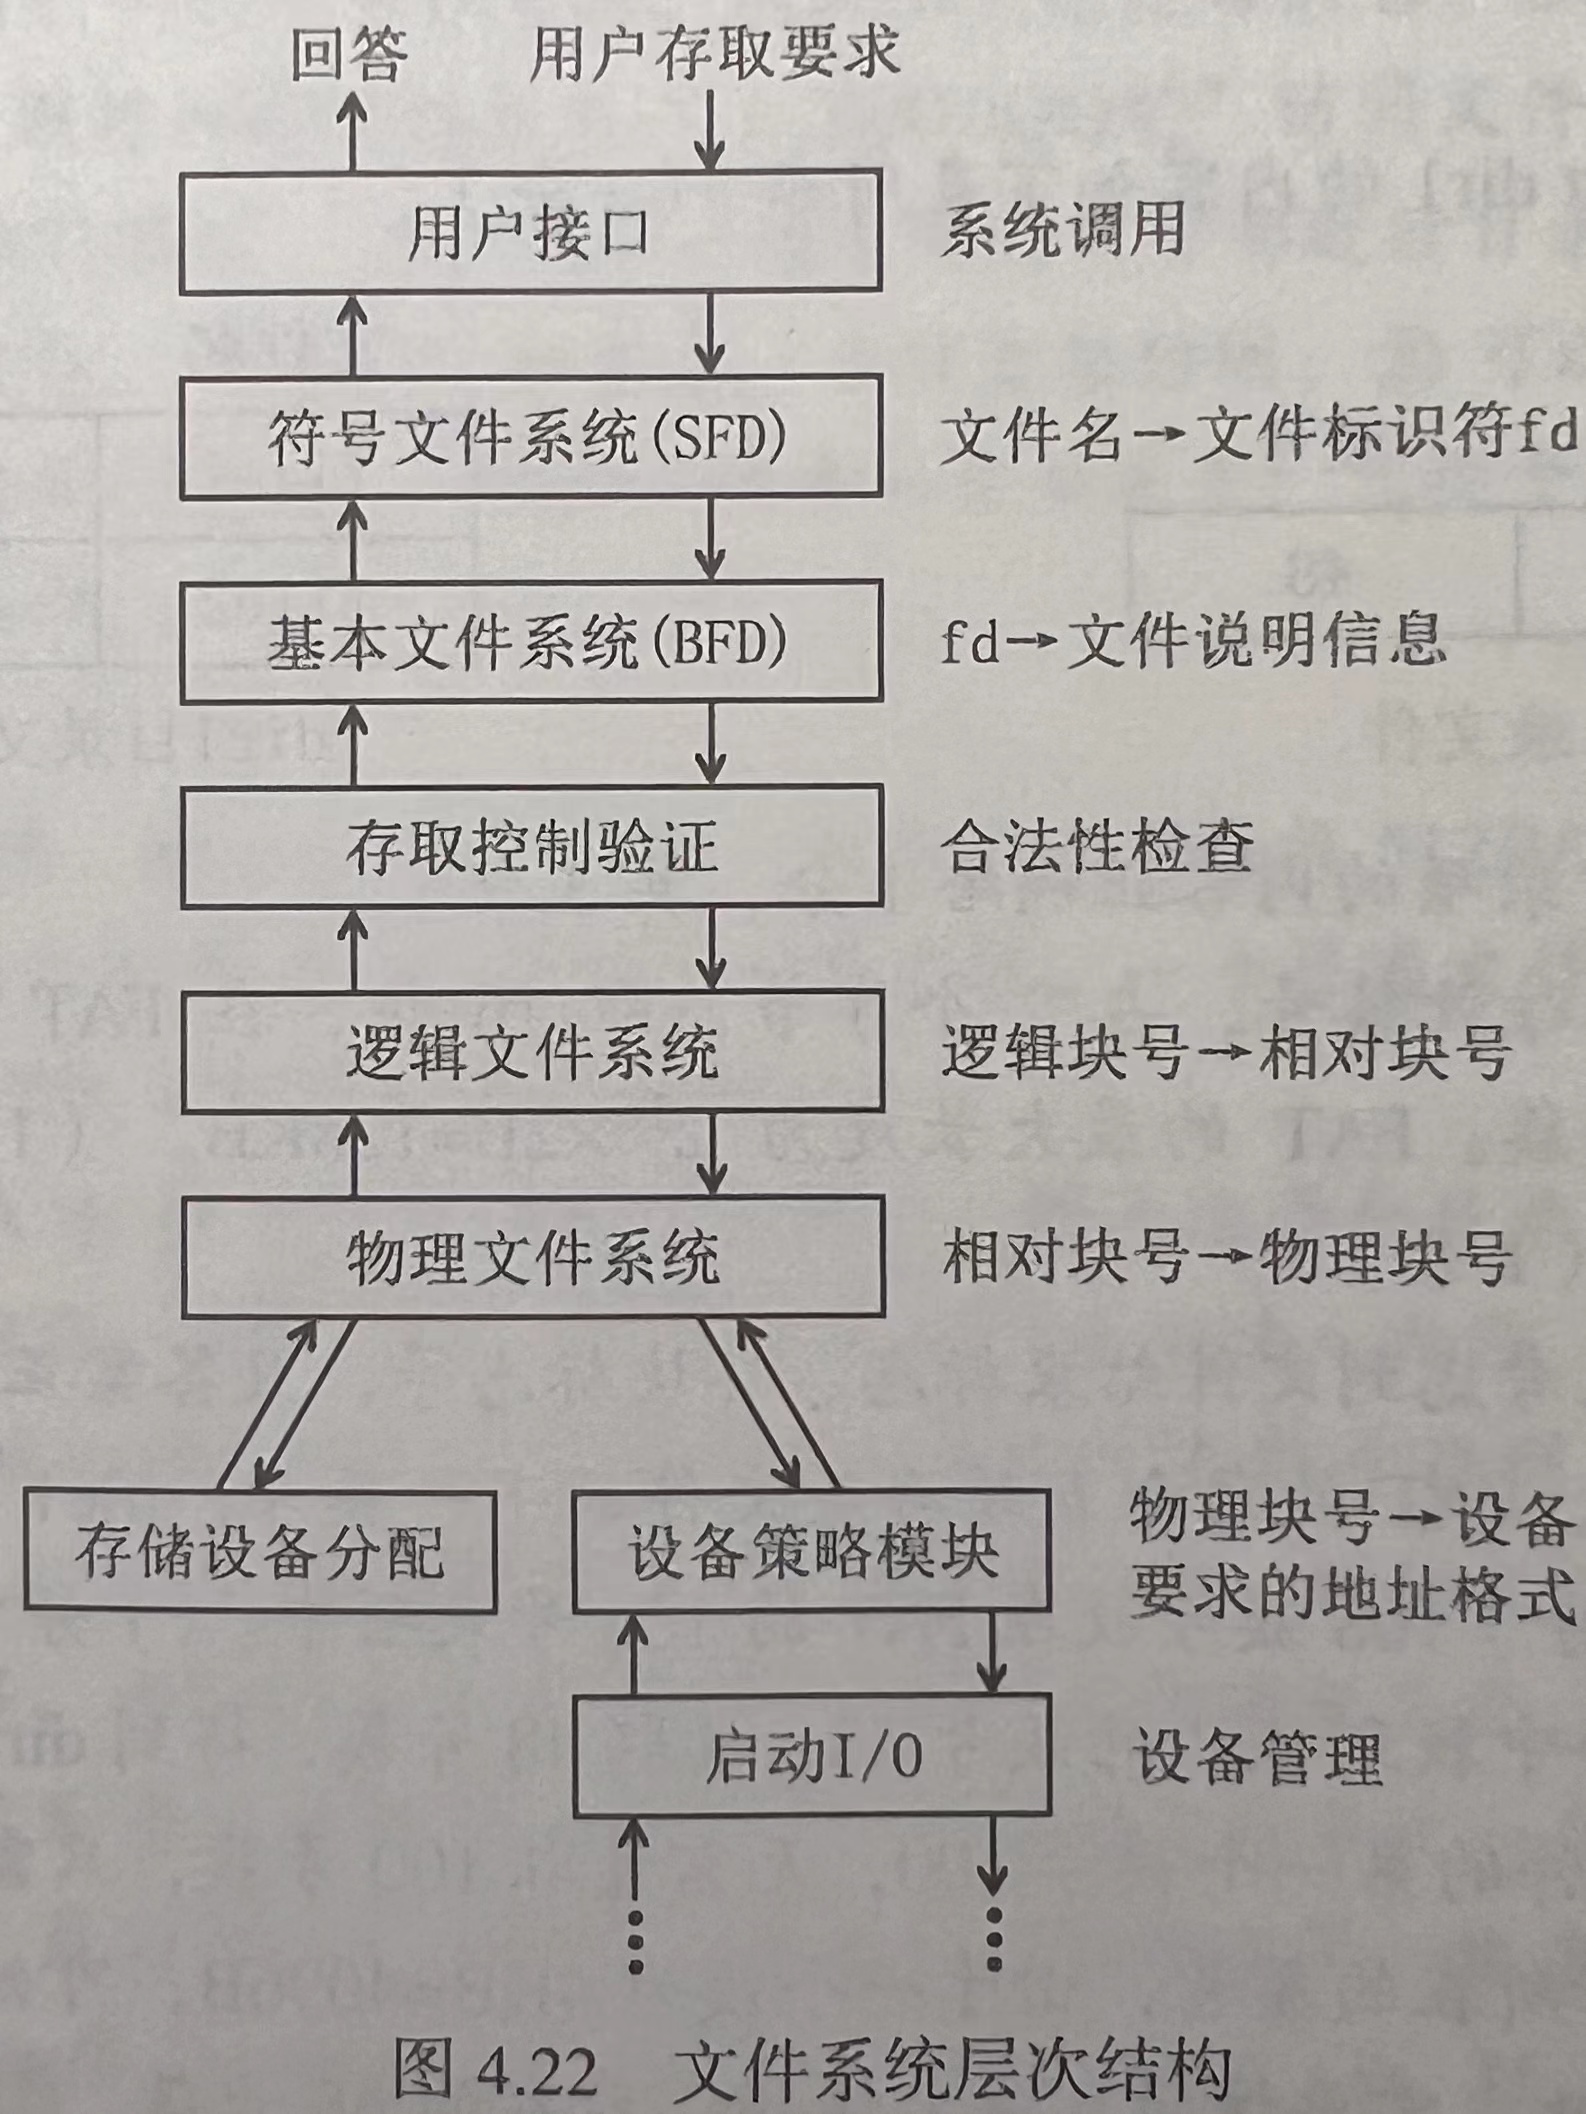 回答 用户存取要求
用户接口 系统调用
符号文件系统(SFD) 文件名→文件标识符fd
基本文件系统(BFD) fd→文件说明信息
存取控制验证 合法性检查
逻辑文件系统 逻辑块号→相对块号
物理文件系统 相对块号→物理块号
存储设备分配 设备策略模块 物理块号→设备
要求的地址格式
启动I/O 设备管理
图 4.22 文件系统层次结构